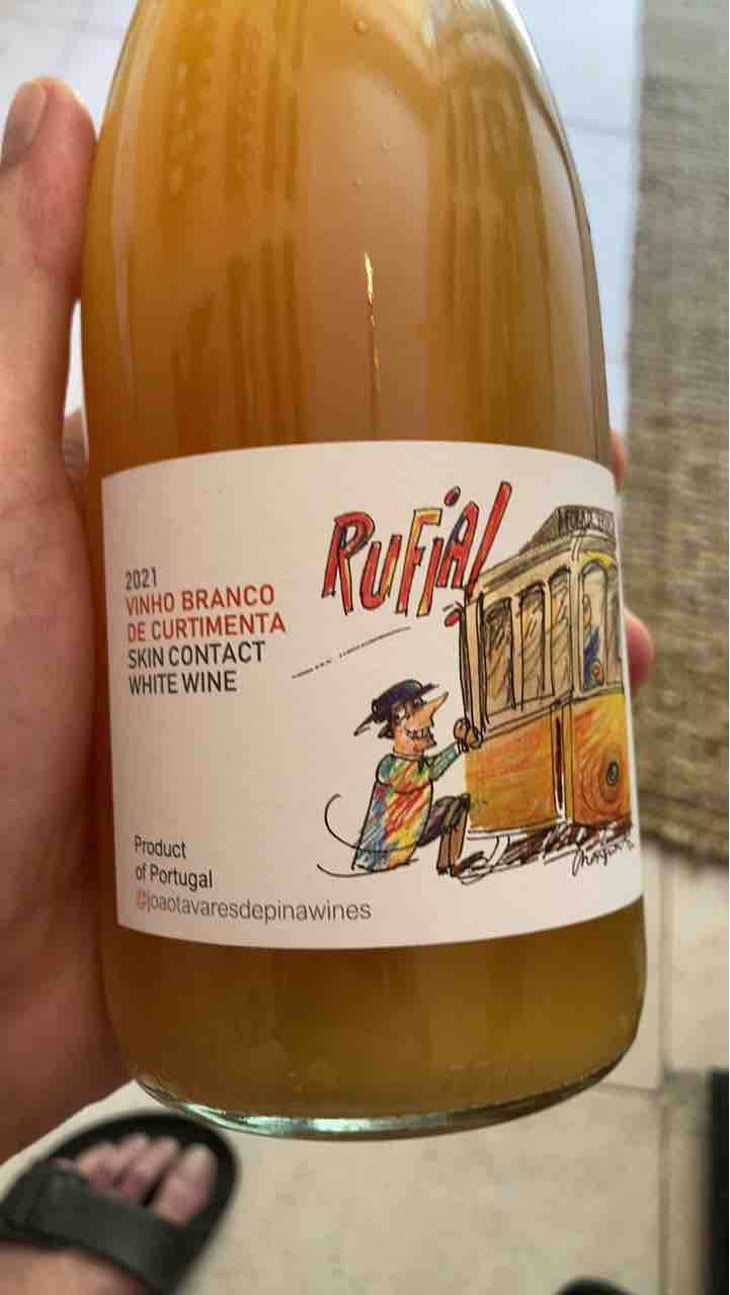 RUFIA!
2021
VINHO BRANCO
DE CURTIMENTA
SKIN CONTACT
WHITE WINE
Product
of Portugal
@joaotavaresdepinawines